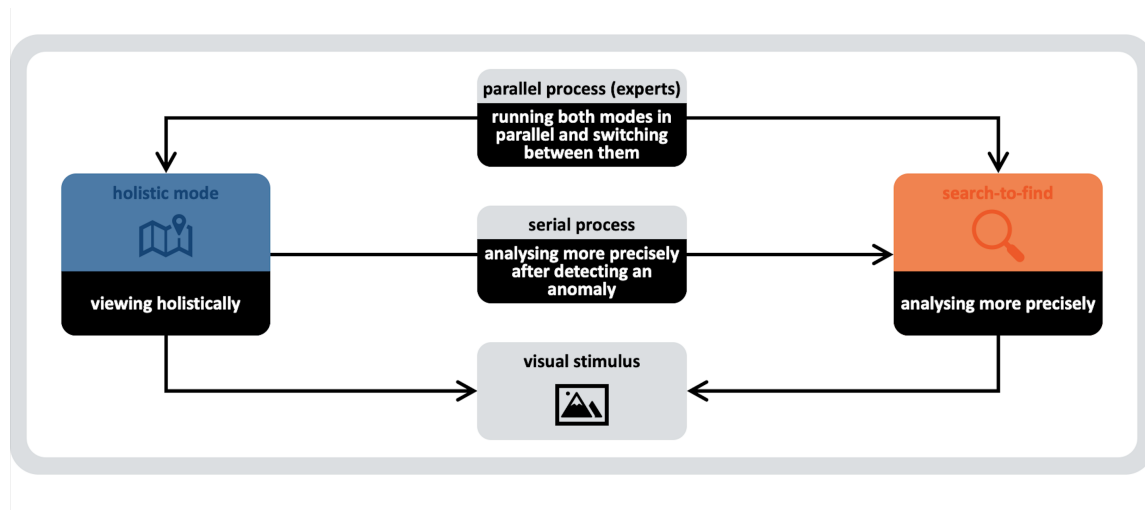 parallel process (experts)
running both modes in
parallel and switching
between them
holistic mode
viewing holistically
serial process
analysing more precisely
after detecting an
anomaly
search-to-find
analysing more precisely
visual stimulus